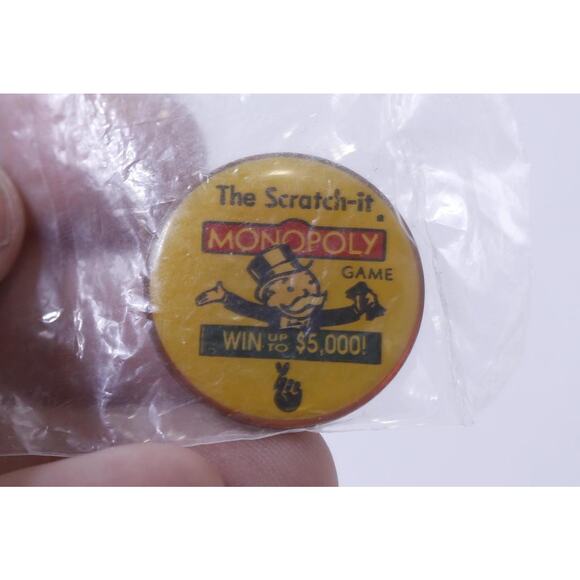 The Scratch-it
MONOPOLY
GAME
WIN UP TO $5,000!